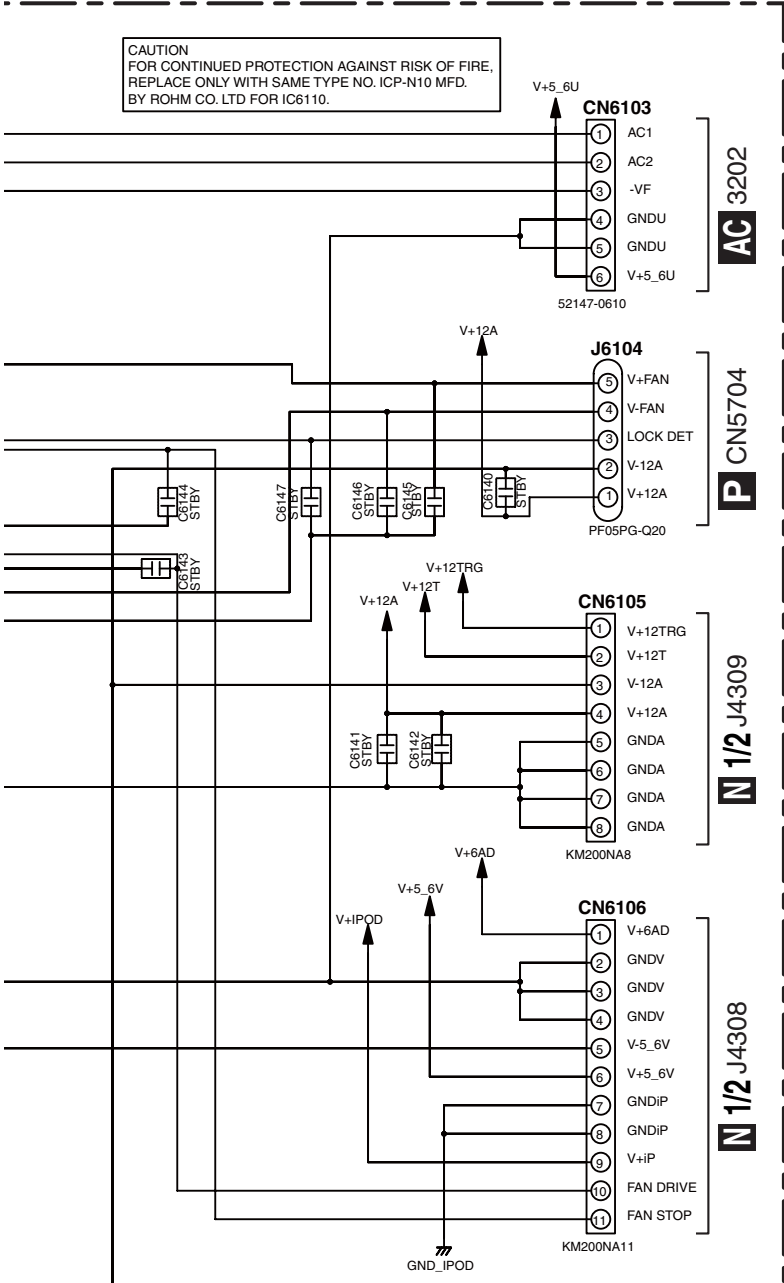 CAUTION
FOR CONTINUED PROTECTION AGAINST RISK OF FIRE,
REPLACE ONLY WITH SAME TYPE NO. ICP-N10 MFD.
BY ROHM CO. LTD FOR IC6110.
V+5_6U
CN6103
1 AC1
2 AC2
3 -VF
4 GNDU
5 GNDU
6 V+5_6U
52147-0610
AC 3202
V+12A
J6104
5 V+FAN
4 V-FAN
3 LOCK DET
2 V-12A
1 V+12A
PF05PG-Q20
P CN5704
C6144
STBY
C6147
STBY
C6146
STBY
C6145
STBY
C6140
STBY
C6143
STBY
V+12TRG
V+12T
V+12A
CN6105
1 V+12TRG
2 V+12T
3 V-12A
4 V+12A
5 GNDA
6 GNDA
7 GNDA
8 GNDA
KM200NA8
N 1/2 J4309
C6141
STBY
C6142
STBY
V+6AD
V+5_6V
V+IPOD
CN6106
1 V+6AD
2 GNDV
3 GNDV
4 GNDV
5 V-5_6V
6 V+5_6V
7 GNDiP
8 GNDiP
9 V+iP
10 FAN DRIVE
11 FAN STOP
KM200NA11
N 1/2 J4308
GND_IPOD